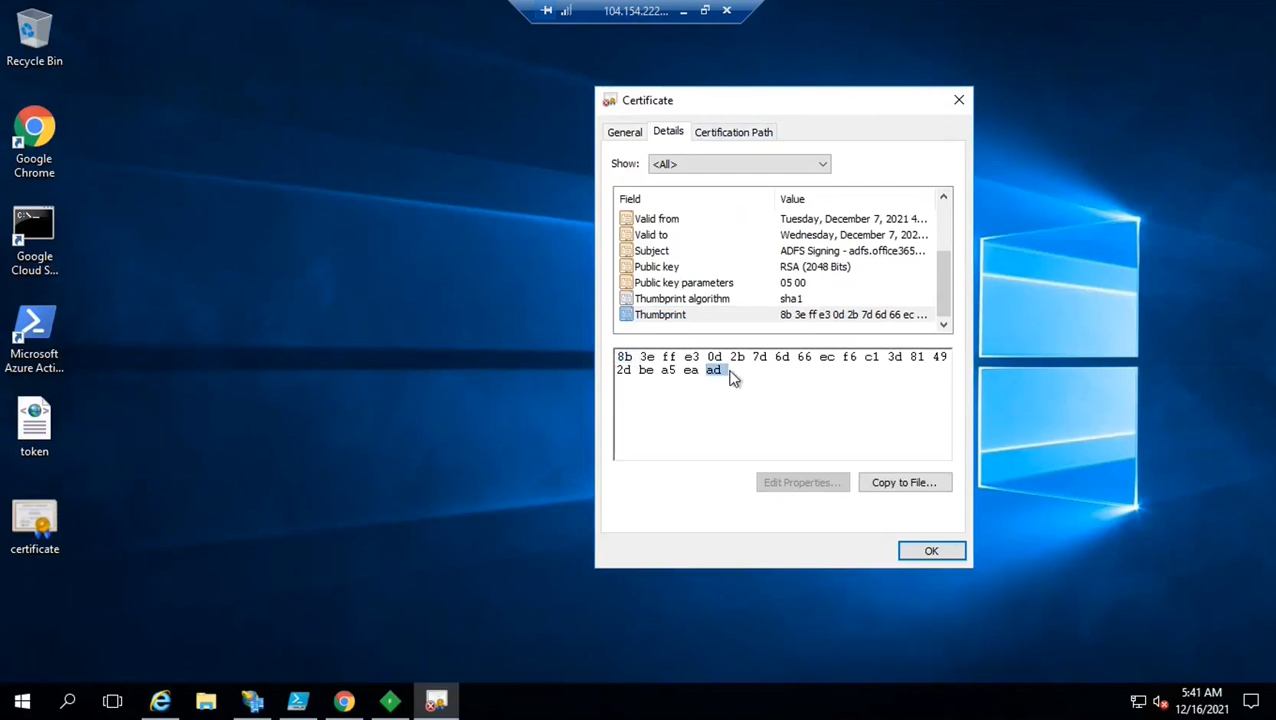 104.154.222...
Recycle Bin
Google
Chrome
Google
Cloud S...
Microsoft
Azure Acti...
token
certificate
Certificate
General Details Certification Path
Show: <All>
Field Value
Valid from Tuesday, December 7, 2021 4...
Valid to Wednesday, December 7, 202...
Subject ADFS Signing - adfs.office365...
Public key RSA (2048 Bits)
Public key parameters 05 00
Thumbprint algorithm sha1
Thumbprint 8b 3e ff e3 0d 2b 7d 6d 66 ec ...
8b 3e ff e3 0d 2b 7d 6d 66 ec f6 c1 3d 81 49
2d be a5 ea ad
Edit Properties... Copy to File...
OK
5:41 AM
12/16/2021